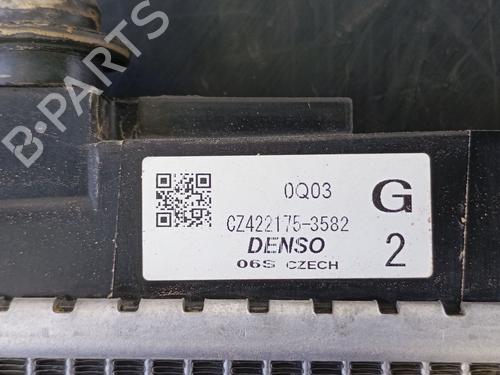 B-PARTS
0Q03
G
CZ422175-3582
DENSO
2
06S CZECH